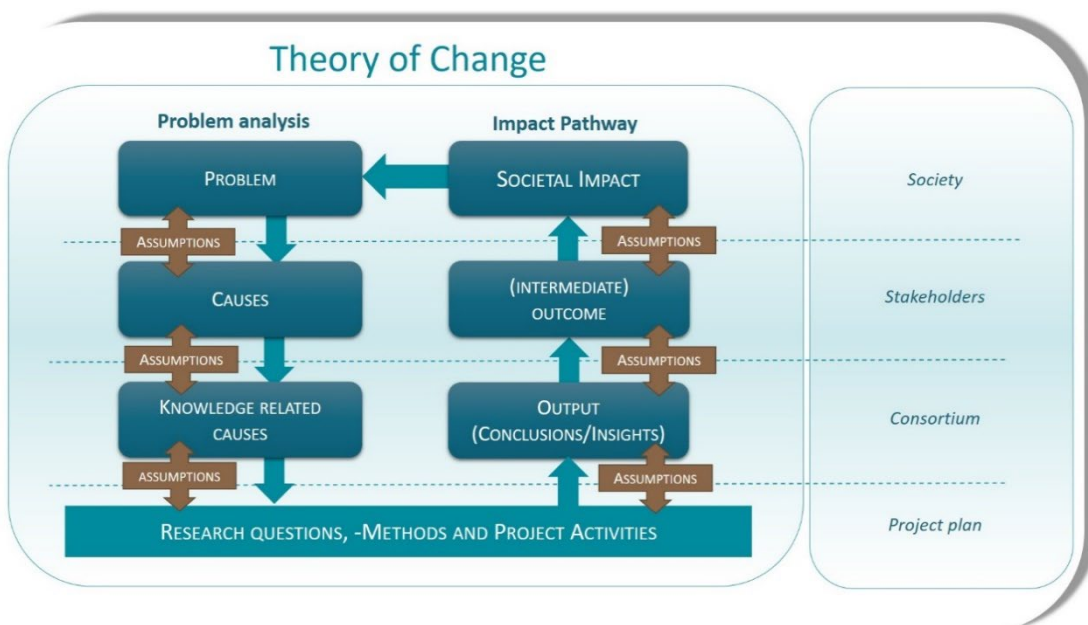 Theory of Change
Problem analysis
Impact Pathway
PROBLEM
SOCIETAL IMPACT
Society
ASSUMPTIONS
ASSUMPTIONS
CAUSES
(INTERMEDIATE)
OUTCOME
Stakeholders
ASSUMPTIONS
ASSUMPTIONS
KNOWLEDGE RELATED
CAUSES
OUTPUT
(CONCLUSIONS/INSIGHTS)
Consortium
ASSUMPTIONS
ASSUMPTIONS
RESEARCH QUESTIONS, -METHODS AND PROJECT ACTIVITIES
Project plan